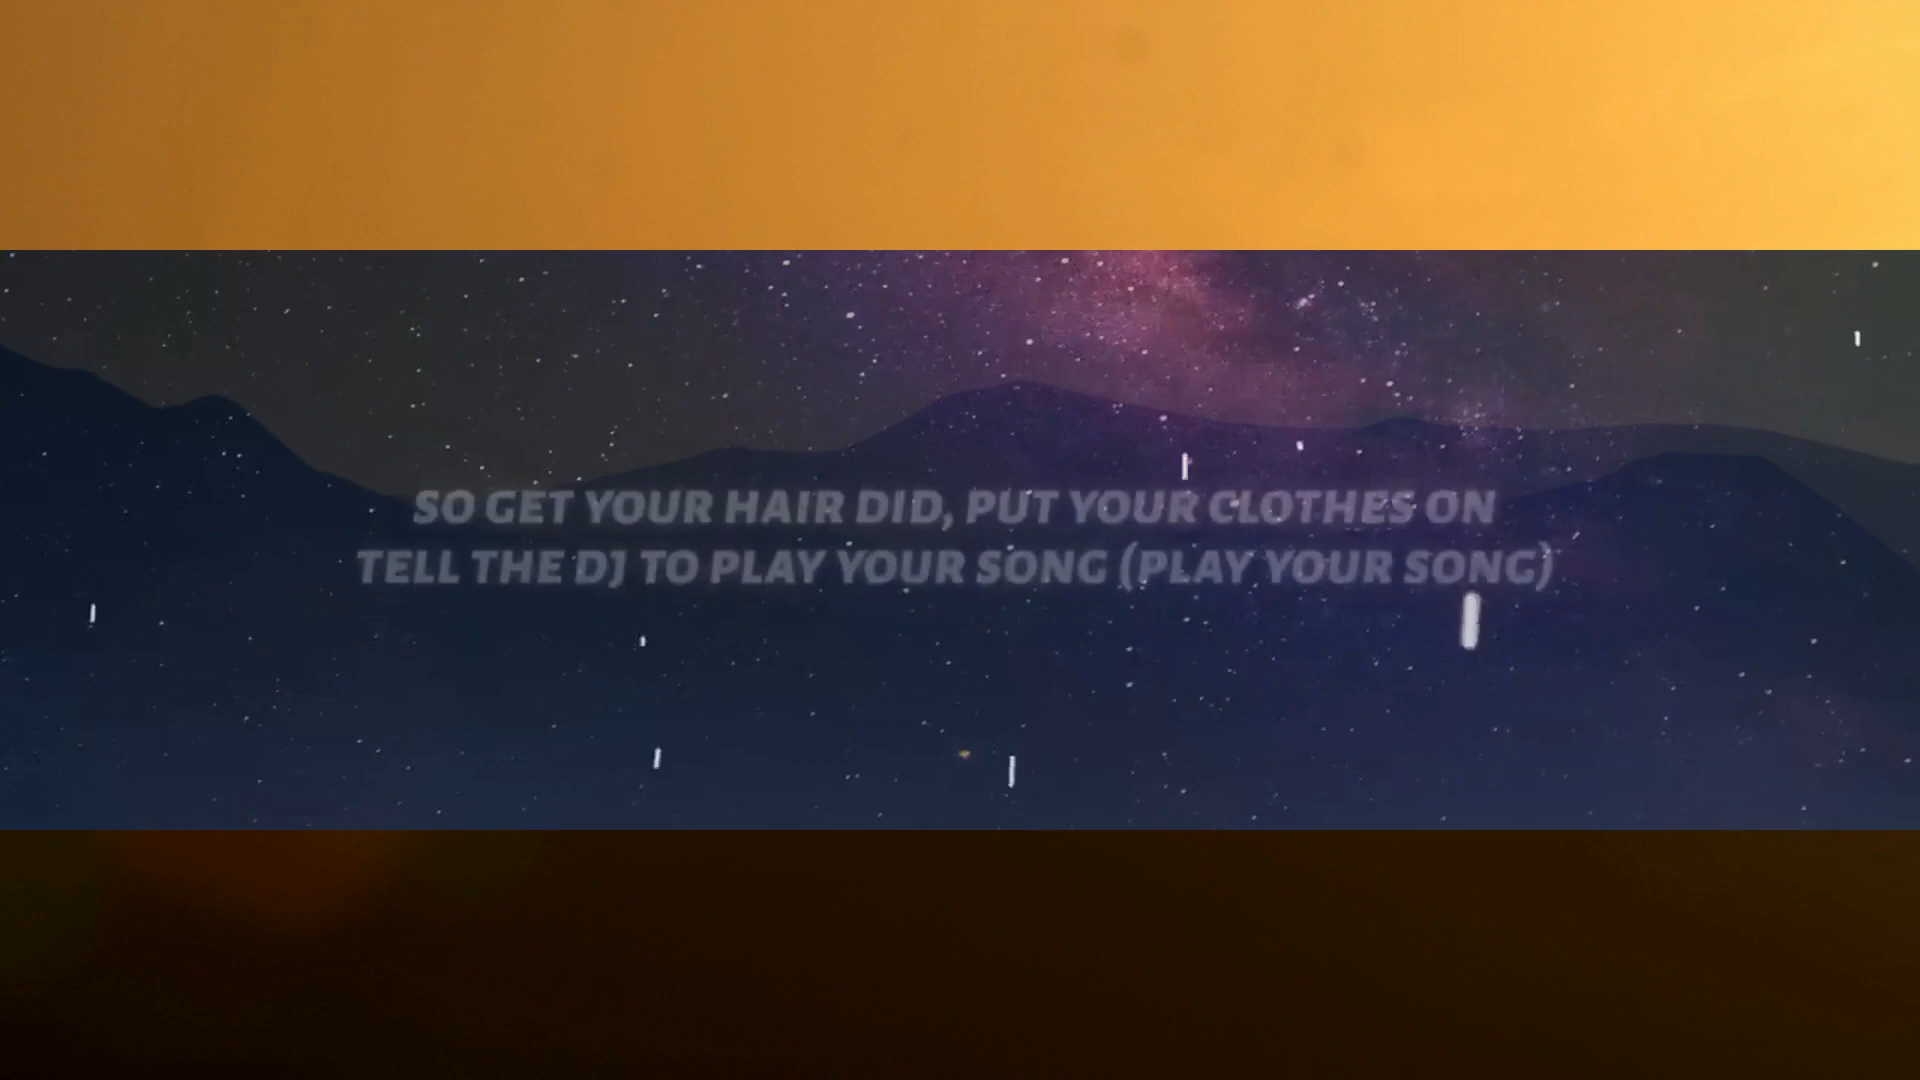 SO GET YOUR HAIR DID, PUT YOUR CLOTHES ON
TELL THE DJ TO PLAY YOUR SONG (PLAY YOUR SONG)